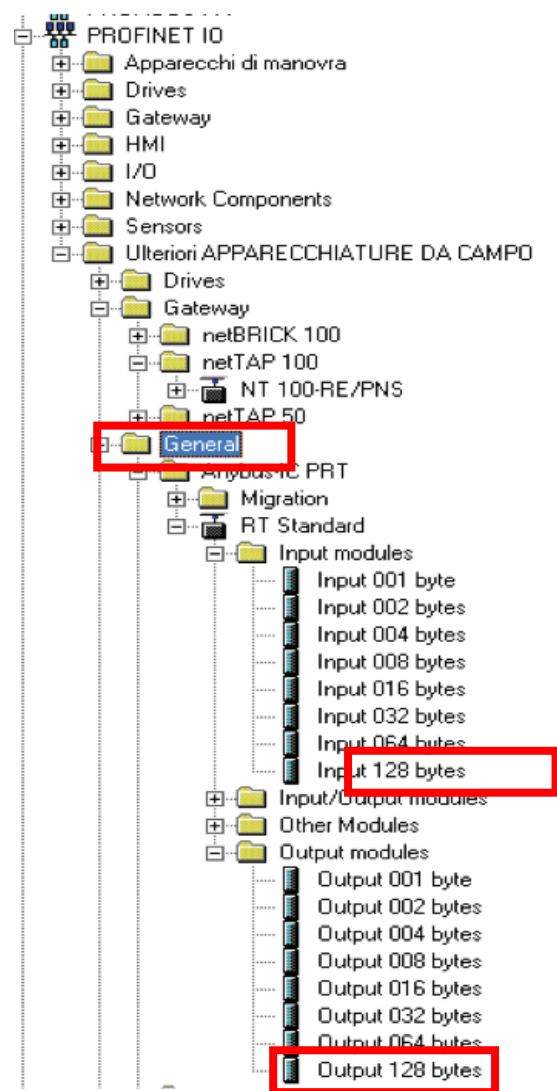 PROFINET IO
Apparecchi di manovra
Drives
Gateway
HMI
I/O
Network Components
Sensors
Ulteriori APPARECCHIATURE DA CAMPO
Drives
Gateway
netBRICK 100
netTAP 100
NT 100-RE/PNS
netTAP 50
General
Anybus-IC PRT
Migration
RT Standard
Input modules
Input 001 byte
Input 002 bytes
Input 004 bytes
Input 008 bytes
Input 016 bytes
Input 032 bytes
Input 064 bytes
Input 128 bytes
Input/Output modules
Other Modules
Output modules
Output 001 byte
Output 002 bytes
Output 004 bytes
Output 008 bytes
Output 016 bytes
Output 032 bytes
Output 064 bytes
Output 128 bytes